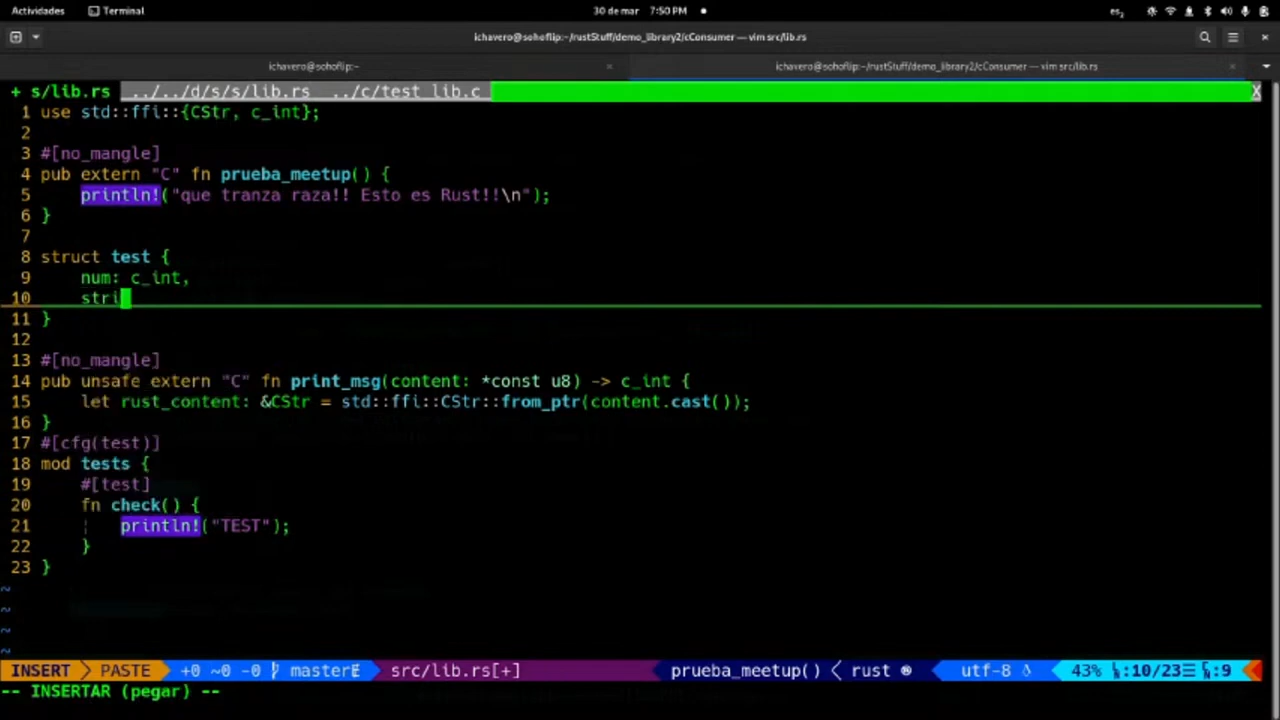 Actividades Terminal 30 de mar 7:50 PM es₂
ichavero@sohoflip:~/rustStuff/demo_library2/cConsumer — vim src/lib.rs
ichavero@sohoflip:~ × ichavero@sohoflip:~/rustStuff/demo_library2/cConsumer — vim src/lib.rs ×
+ s/lib.rs ../../d/s/s/lib.rs ../c/test_lib.c X
1 use std::ffi::{CStr, c_int};
2
3 #[no_mangle]
4 pub extern "C" fn prueba_meetup() {
5     println!("que tranza raza!! Esto es Rust!!\n");
6 }
7
8 struct test {
9     num: c_int,
10     stri
11 }
12
13 #[no_mangle]
14 pub unsafe extern "C" fn print_msg(content: *const u8) -> c_int {
15     let rust_content: &CStr = std::ffi::CStr::from_ptr(content.cast());
16 }
17 #[cfg(test)]
18 mod tests {
19     #[test]
20     fn check() {
21     ¦   println!("TEST");
22     }
23 }
~
~
~
~
INSERT PASTE +0 ~0 -0 master src/lib.rs[+] prueba_meetup() rust utf-8 43% :10/23 :9
-- INSERTAR (pegar) --